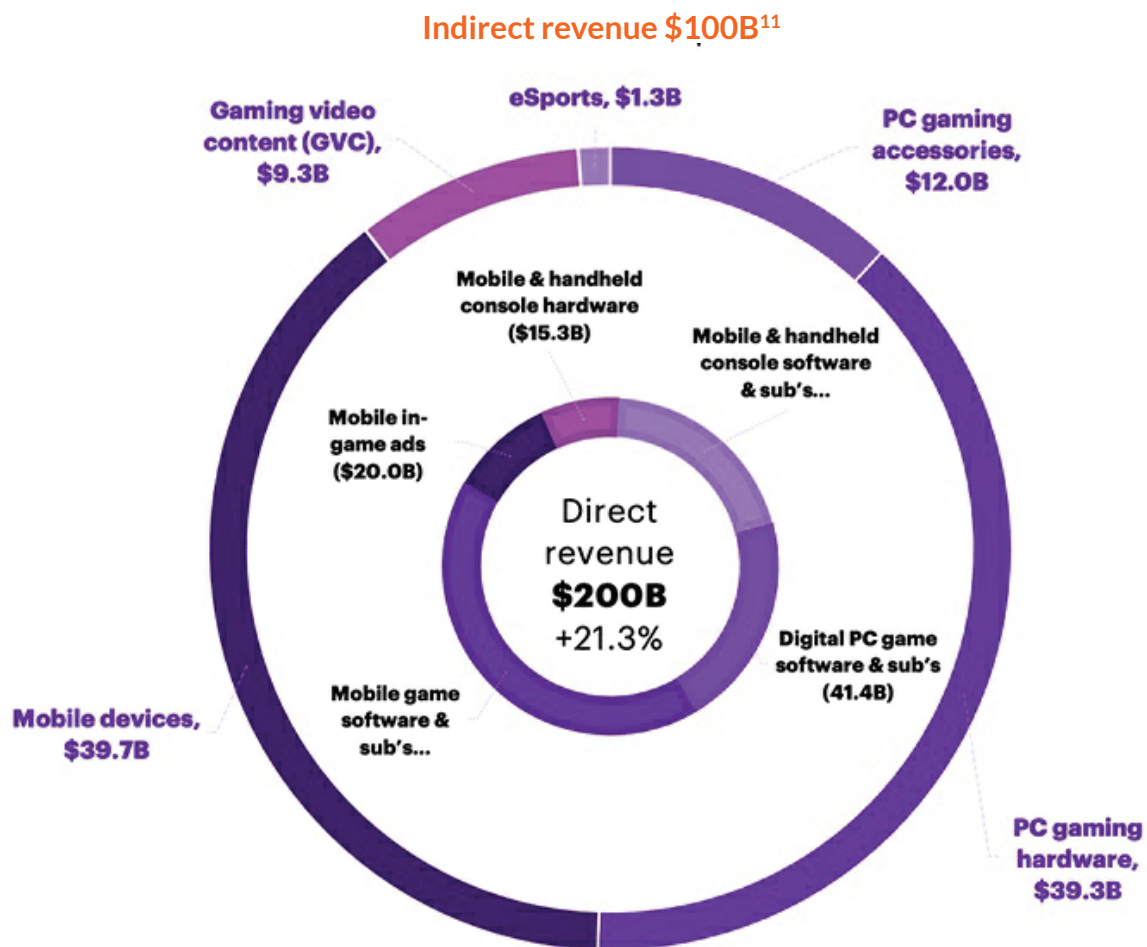 Indirect revenue $100B¹¹
eSports, $1.3B
Gaming video
content (GVC),
$9.3B
PC gaming
accessories,
$12.0B
Mobile & handheld
console hardware
($15.3B)
Mobile & handheld
console software
& sub's...
Mobile in-
game ads
($20.0B)
Direct
revenue
$200B
+21.3%
Digital PC game
software & sub's
(41.4B)
Mobile game
software &
sub's...
Mobile devices,
$39.7B
PC gaming
hardware,
$39.3B